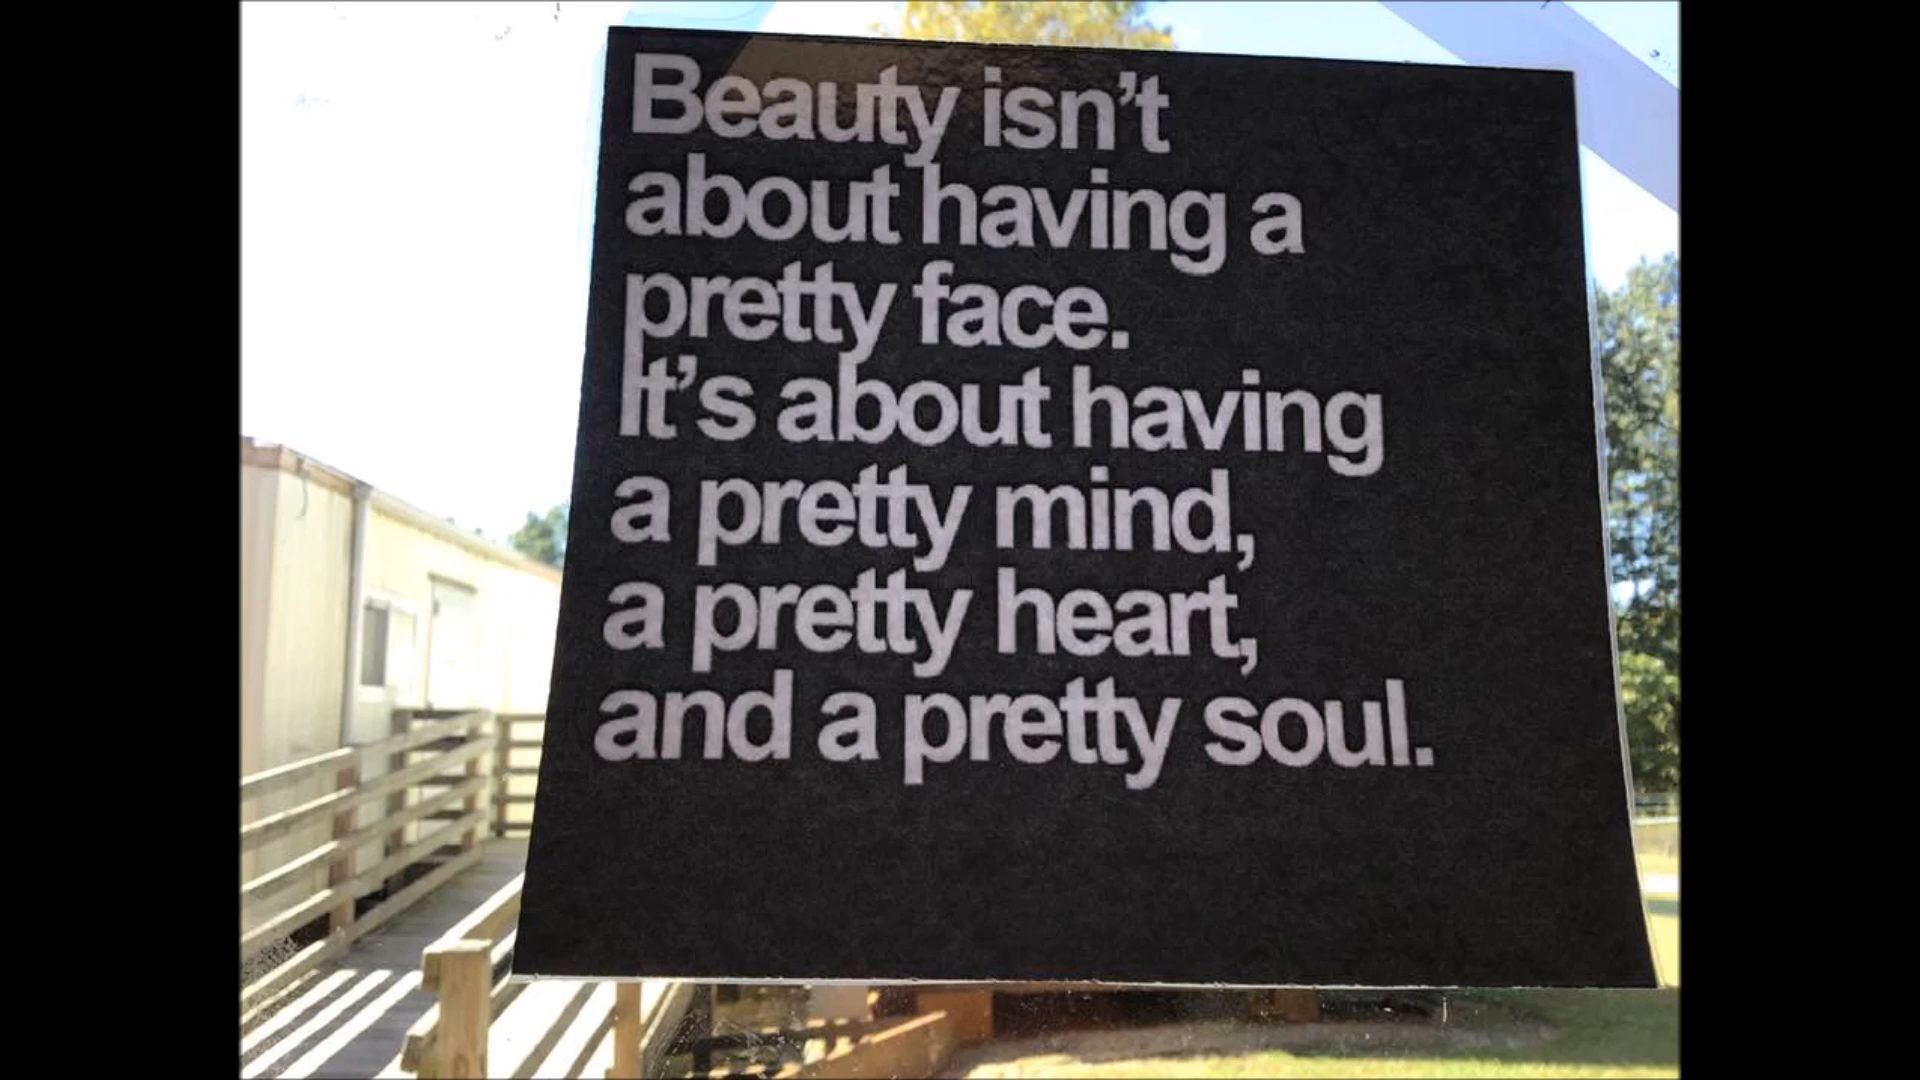 Beauty isn’t
about having a
pretty face.
It’s about having
a pretty mind,
a pretty heart,
and a pretty soul.